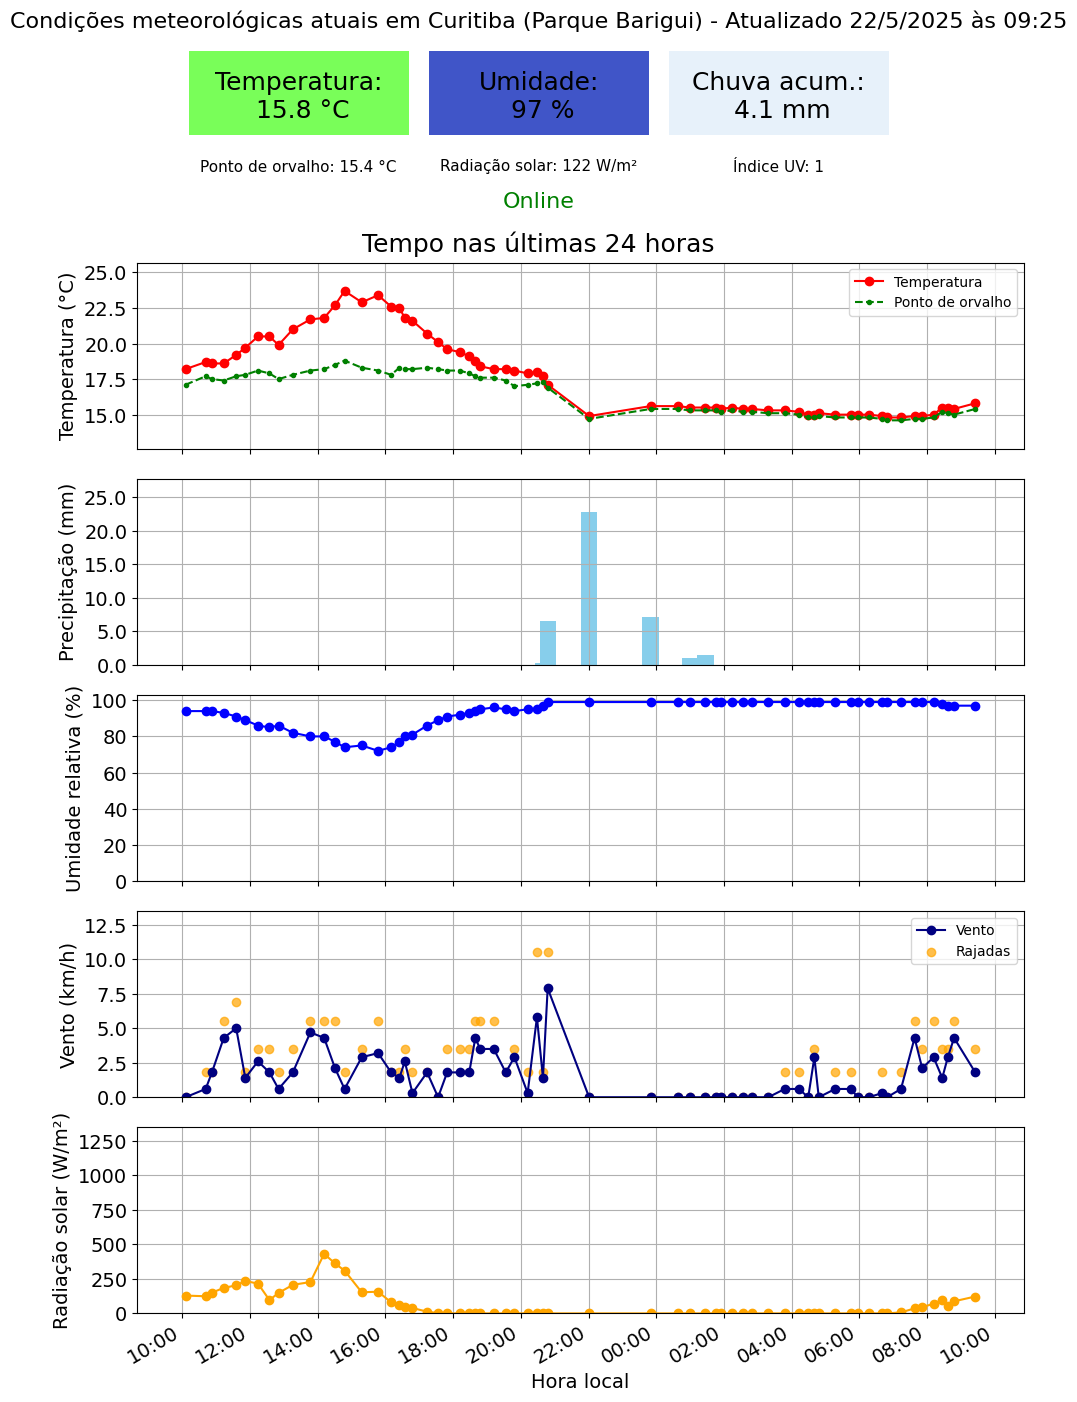 Condições meteorológicas atuais em Curitiba (Parque Barigui) - Atualizado 22/5/2025 às 09:25
Temperatura:
15.8 °C
Umidade:
97 %
Chuva acum.:
4.1 mm
Ponto de orvalho: 15.4 °C
Radiação solar: 122 W/m²
Índice UV: 1
Online
Tempo nas últimas 24 horas
Temperatura (°C)
25.0
22.5
20.0
17.5
15.0
Temperatura
Ponto de orvalho
Precipitação (mm)
25.0
20.0
15.0
10.0
5.0
0.0
Umidade relativa (%)
100
80
60
40
20
0
Vento (km/h)
12.5
10.0
7.5
5.0
2.5
0.0
Vento
Rajadas
Radiação solar (W/m²)
1250
1000
750
500
250
0
10:00
12:00
14:00
16:00
18:00
20:00
22:00
00:00
02:00
04:00
06:00
08:00
10:00
Hora local